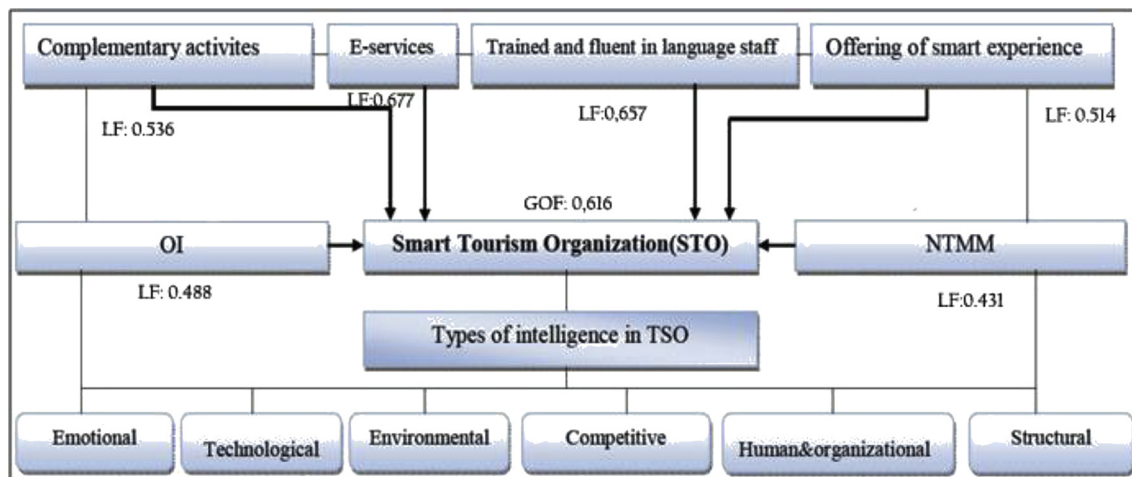 Complementary activites
E-services
Trained and fluent in language staff
Offering of smart experience
LF: 0.536
LF:0.677
LF:0,657
LF: 0.514
GOF: 0,616
OI
Smart Tourism Organization(STO)
NTMM
LF: 0.488
LF:0.431
Types of intelligence in TSO
Emotional
Technological
Environmental
Competitive
Human&organizational
Structural